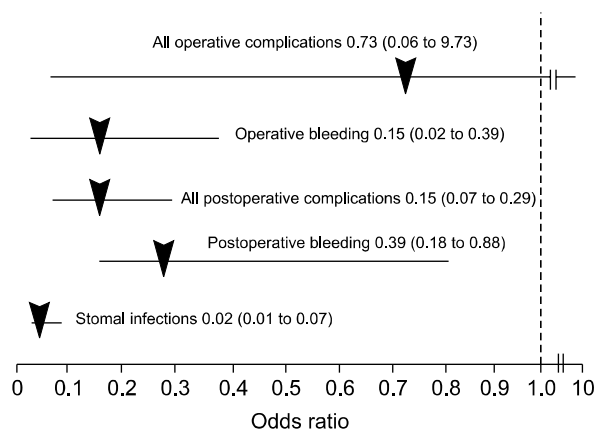 All operative complications 0.73 (0.06 to 9.73)
Operative bleeding 0.15 (0.02 to 0.39)
All postoperative complications 0.15 (0.07 to 0.29)
Postoperative bleeding 0.39 (0.18 to 0.88)
Stomal infections 0.02 (0.01 to 0.07)
0 0.1 0.2 0.3 0.4 0.5 0.6 0.7 0.8 0.9 1.0 10
Odds ratio